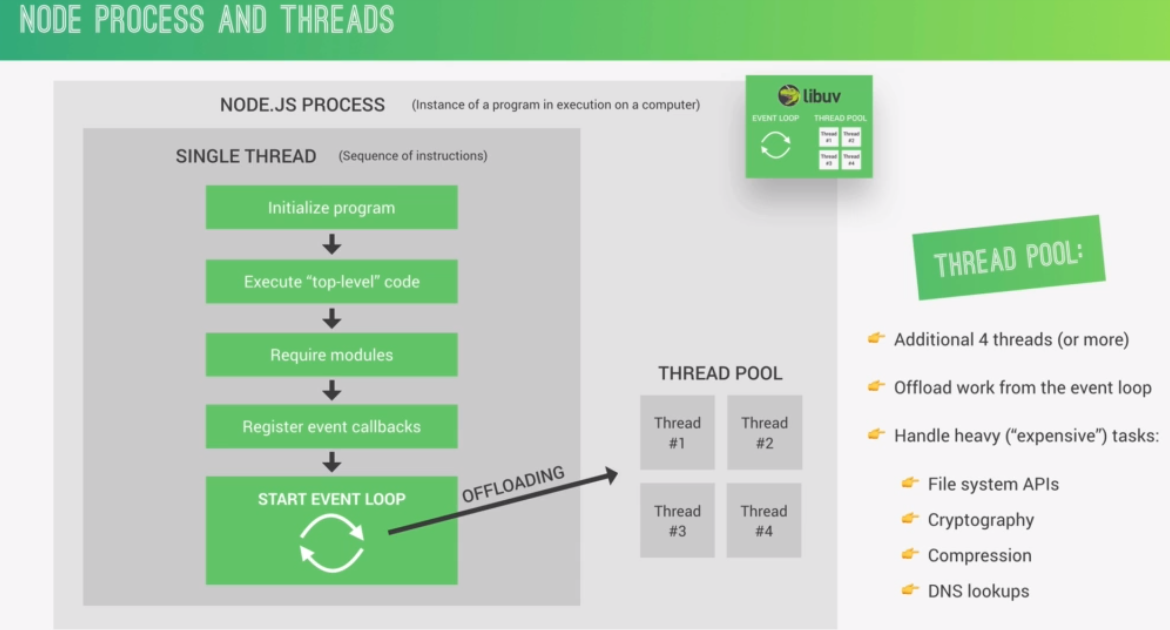 NODE PROCESS AND THREADS
NODE.JS PROCESS (Instance of a program in execution on a computer)
SINGLE THREAD (Sequence of instructions)
Initialize program
Execute “top-level” code
Require modules
Register event callbacks
START EVENT LOOP
OFFLOADING
THREAD POOL
Thread #1
Thread #2
Thread #3
Thread #4
libuv
EVENT LOOP THREAD POOL
Thread #1
Thread #2
Thread #3
Thread #4
THREAD POOL:
Additional 4 threads (or more)
Offload work from the event loop
Handle heavy (“expensive”) tasks:
File system APIs
Cryptography
Compression
DNS lookups